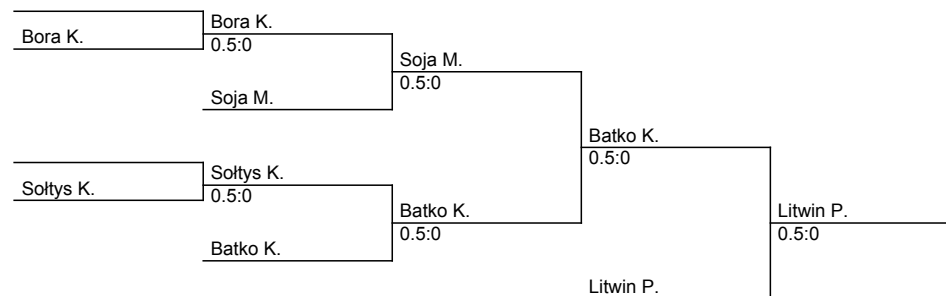 Bora K.
Bora K.
0.5:0
Soja M.
0.5:0
Soja M.
Batko K.
0.5:0
Sołtys K.
Sołtys K.
0.5:0
Batko K.
0.5:0
Litwin P.
0.5:0
Batko K.
Litwin P.